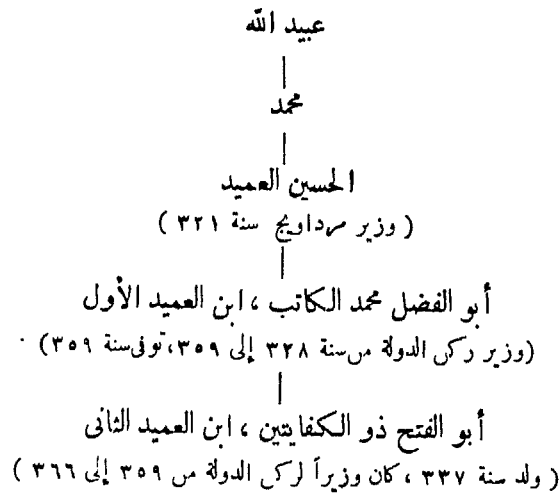 عبيد الله
محمد
الحسين العميد
( وزير مرداويج سنة ٣٢١ )
أبو الفضل محمد الكاتب ، ابن العميد الأول
(وزير ركن الدولة من سنة ٣٢٨ إلى ٣٥٩، توفى سنة ٣٥٩)
أبو الفتح ذو الكفايتين ، ابن العميد الثانى
( ولد سنة ٣٣٧ ، كان وزيراً لركن الدولة من ٣٥٩ إلى ٣٦٦ )